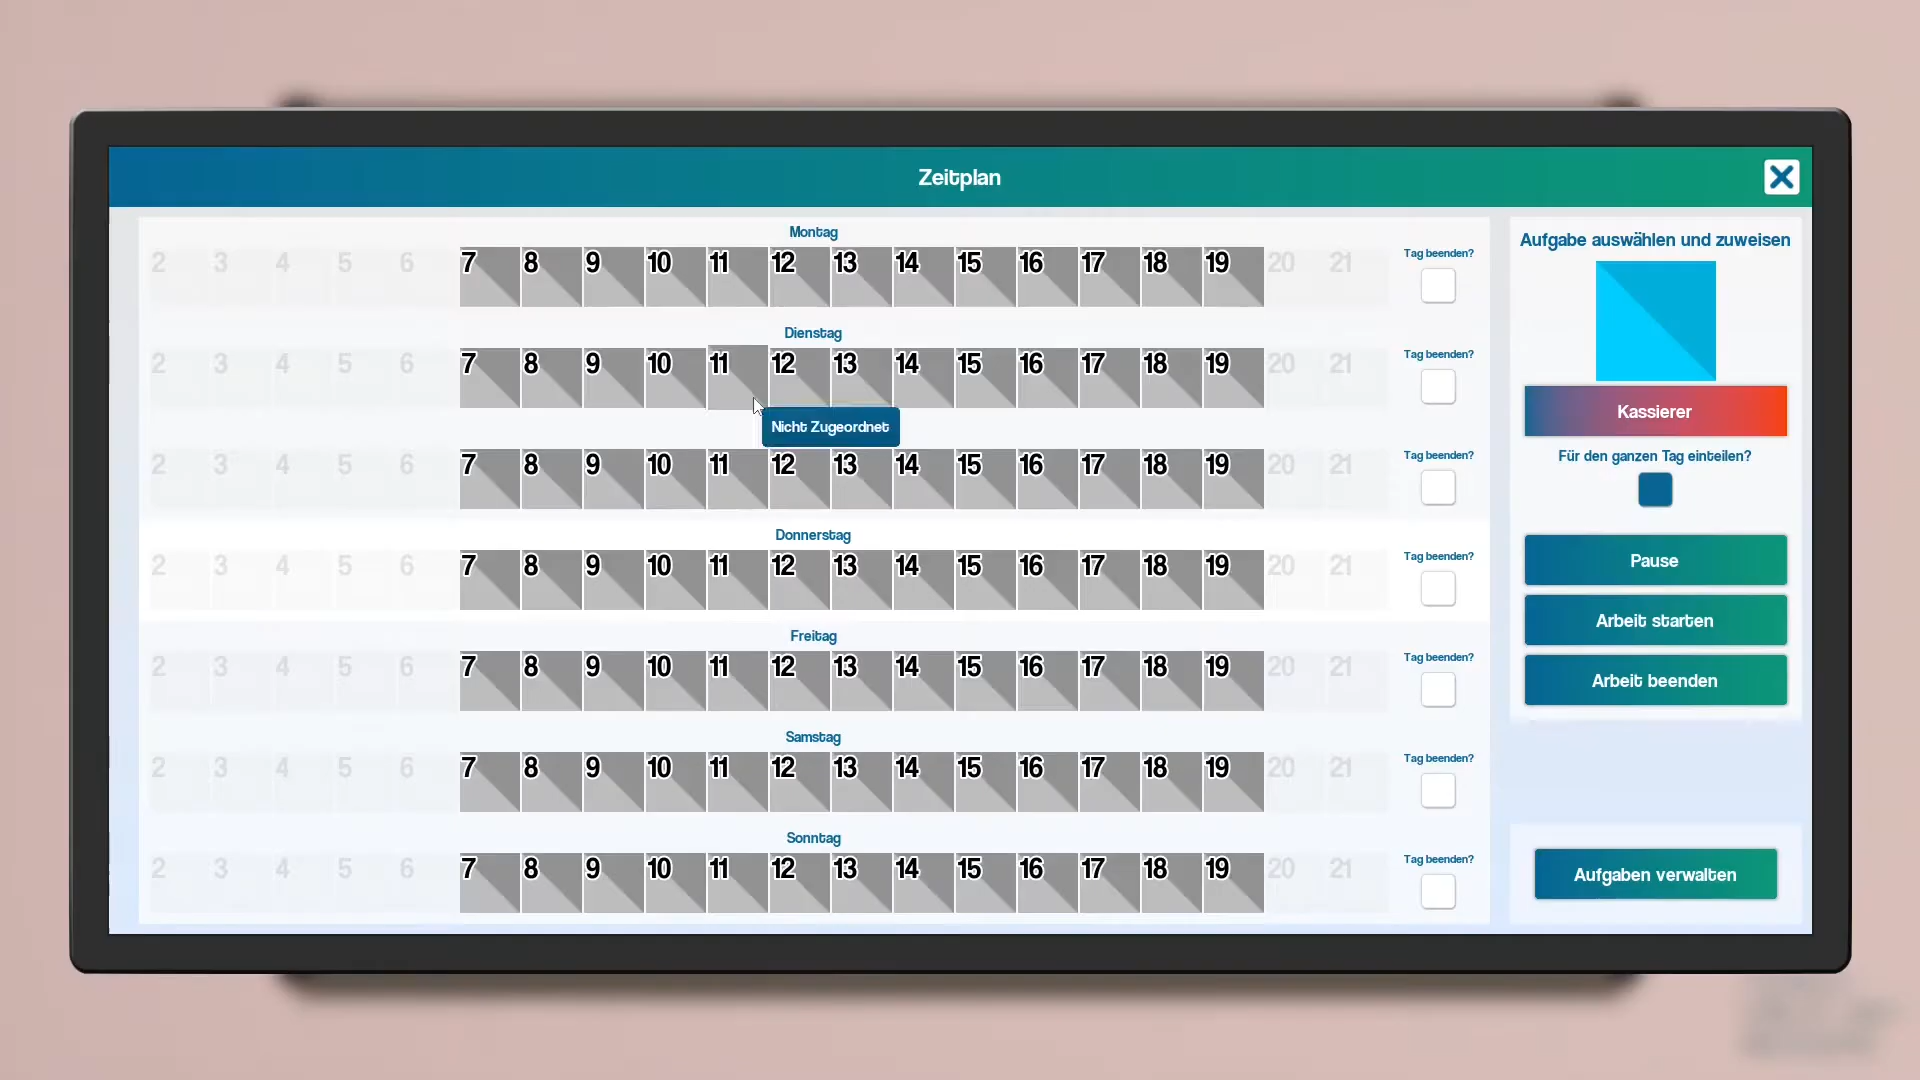 Zeitplan
Montag
2 3 4 5 6 7 8 9 10 11 12 13 14 15 16 17 18 19 20 21
Tag beenden?
Dienstag
2 3 4 5 6 7 8 9 10 11 12 13 14 15 16 17 18 19 20 21
Tag beenden?
Nicht Zugeordnet
2 3 4 5 6 7 8 9 10 11 12 13 14 15 16 17 18 19 20 21
Tag beenden?
Donnerstag
2 3 4 5 6 7 8 9 10 11 12 13 14 15 16 17 18 19 20 21
Tag beenden?
Freitag
2 3 4 5 6 7 8 9 10 11 12 13 14 15 16 17 18 19 20 21
Tag beenden?
Samstag
2 3 4 5 6 7 8 9 10 11 12 13 14 15 16 17 18 19 20 21
Tag beenden?
Sonntag
2 3 4 5 6 7 8 9 10 11 12 13 14 15 16 17 18 19 20 21
Tag beenden?
Aufgabe auswählen und zuweisen
Kassierer
Für den ganzen Tag einteilen?
Pause
Arbeit starten
Arbeit beenden
Aufgaben verwalten